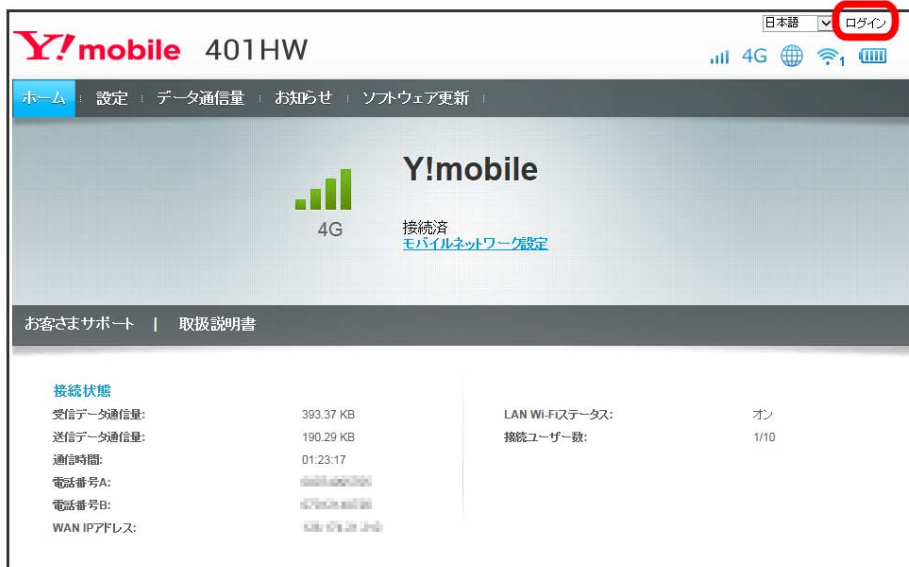 日本語 ログイン
Y!mobile 401HW
4G 1
ホーム 設定 データ通信量 お知らせ ソフトウェア更新
Y!mobile
4G
接続済
モバイルネットワーク設定
お客さまサポート | 取扱説明書
接続状態
受信データ通信量: 393.37 KB
送信データ通信量: 190.29 KB
通信時間: 01:23:17
電話番号A:
電話番号B:
WAN IPアドレス:
LAN Wi-Fiステータス: オン
接続ユーザー数: 1/10